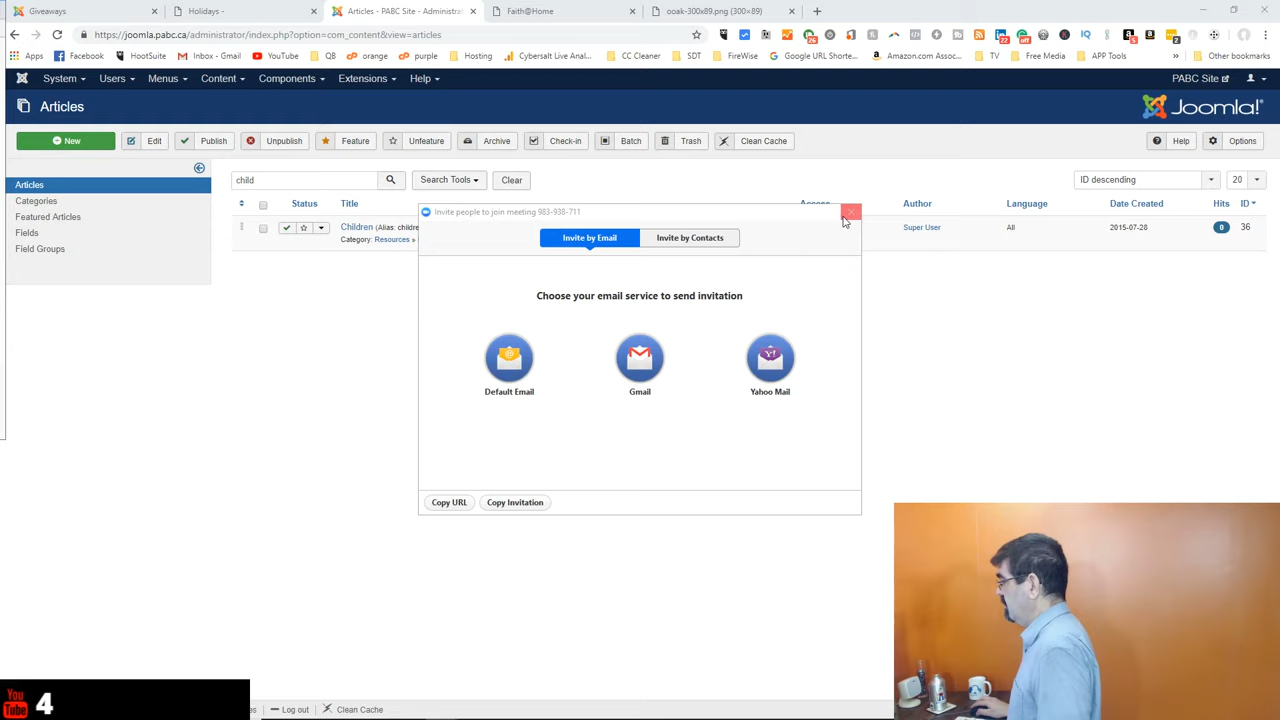 Giveaways
Holidays -
Articles - PABC Site - Administra
Faith@Home
ooak-300x89.png (300×89)
https://joomla.pabc.ca/administrator/index.php?option=com_content&view=articles
Apps
Facebook
HootSuite
Inbox - Gmail
YouTube
QB
orange
purple
Hosting
Cybersalt Live Anal...
CC Cleaner
SDT
FireWise
Google URL Shorte...
Amazon.com Assoc...
TV
Free Media
APP Tools
Other bookmarks
System
Users
Menus
Content
Components
Extensions
Help
PABC Site
Articles
Joomla!
New
Edit
Publish
Unpublish
Feature
Unfeature
Archive
Check-in
Batch
Trash
Clean Cache
Help
Options
Articles
Categories
Featured Articles
Fields
Field Groups
child
Search Tools
Clear
ID descending
20
Status
Title
Access
Author
Language
Date Created
Hits
ID
Children (Alias: childre
Category: Resources »
Super User
All
2015-07-28
0
36
Invite people to join meeting 983-938-711
Invite by Email
Invite by Contacts
Choose your email service to send invitation
Default Email
Gmail
Yahoo Mail
Copy URL
Copy Invitation
You
Tube
4
Log out
Clean Cache